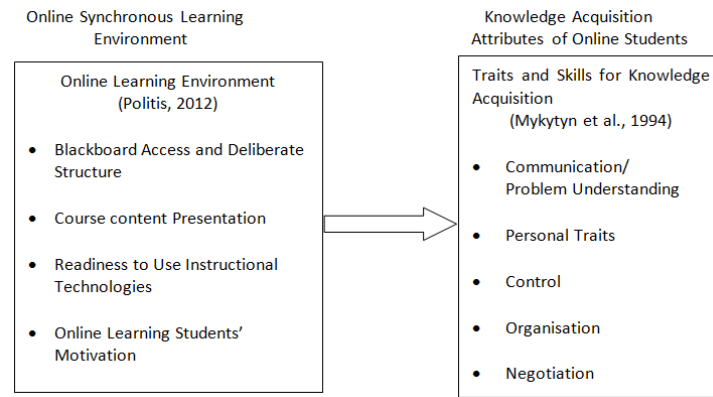 Online Synchronous Learning
Environment
Online Learning Environment
(Politis, 2012)
• Blackboard Access and Deliberate
Structure
• Course content Presentation
• Readiness to Use Instructional
Technologies
• Online Learning Students’
Motivation
Knowledge Acquisition
Attributes of Online Students
Traits and Skills for Knowledge
Acquisition
(Mykytyn et al., 1994)
• Communication/
Problem Understanding
• Personal Traits
• Control
• Organisation
• Negotiation